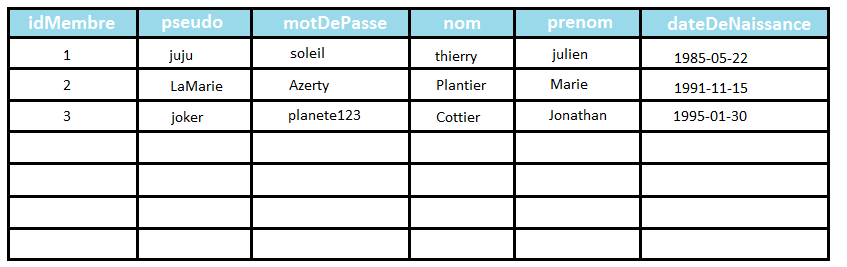 idMembre pseudo motDePasse nom prenom dateDeNaissance
1 juju soleil thierry julien 1985-05-22
2 LaMarie Azerty Plantier Marie 1991-11-15
3 joker planete123 Cottier Jonathan 1995-01-30